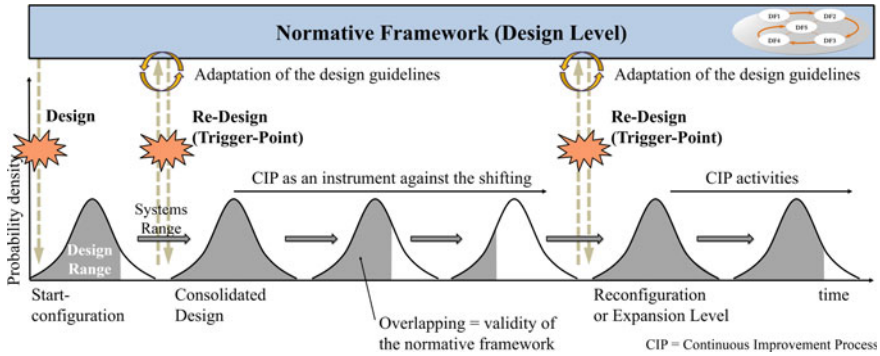 Normative Framework (Design Level)
DF1
DF2
DF5
DF4
DF3
Adaptation of the design guidelines
Adaptation of the design guidelines
Design
Re-Design
(Trigger-Point)
Re-Design
(Trigger-Point)
Probability density
CIP as an instrument against the shifting
CIP activities
Systems
Range
Design
Range
Start-
configuration
Consolidated
Design
Reconfiguration
or Expansion Level
time
Overlapping = validity of
the normative framework
CIP = Continuous Improvement Process